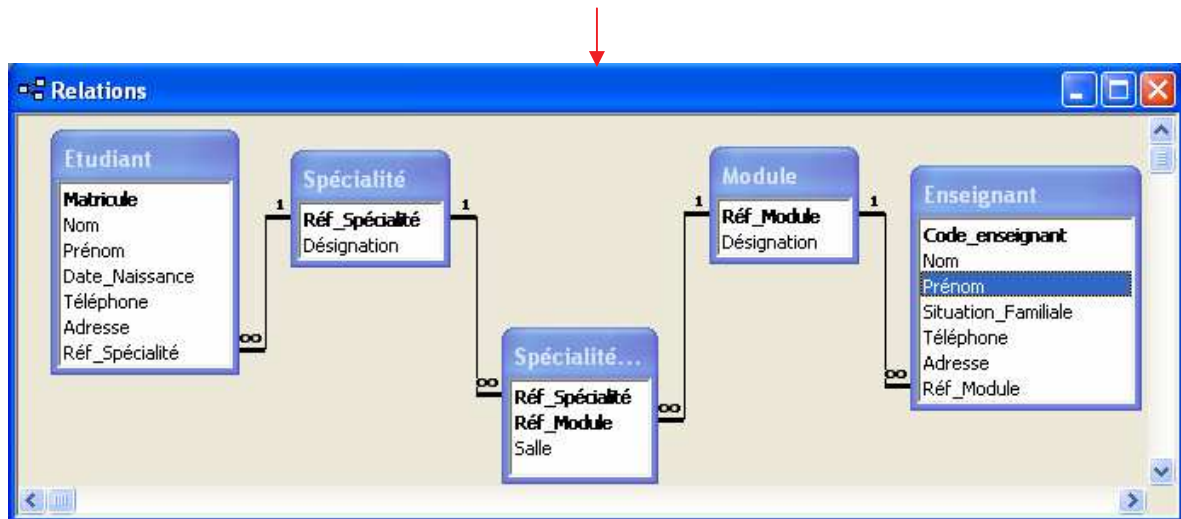 Relations
Etudiant
Matricule
Nom
Prénom
Date_Naissance
Téléphone
Adresse
Réf_Spécialité
1
∞
Spécialité
Réf_Spécialité
Désignation
1
∞
Spécialité...
Réf_Spécialité
Réf_Module
Salle
∞
1
Module
Réf_Module
Désignation
1
∞
Enseignant
Code_enseignant
Nom
Prénom
Situation_Familiale
Téléphone
Adresse
Réf_Module